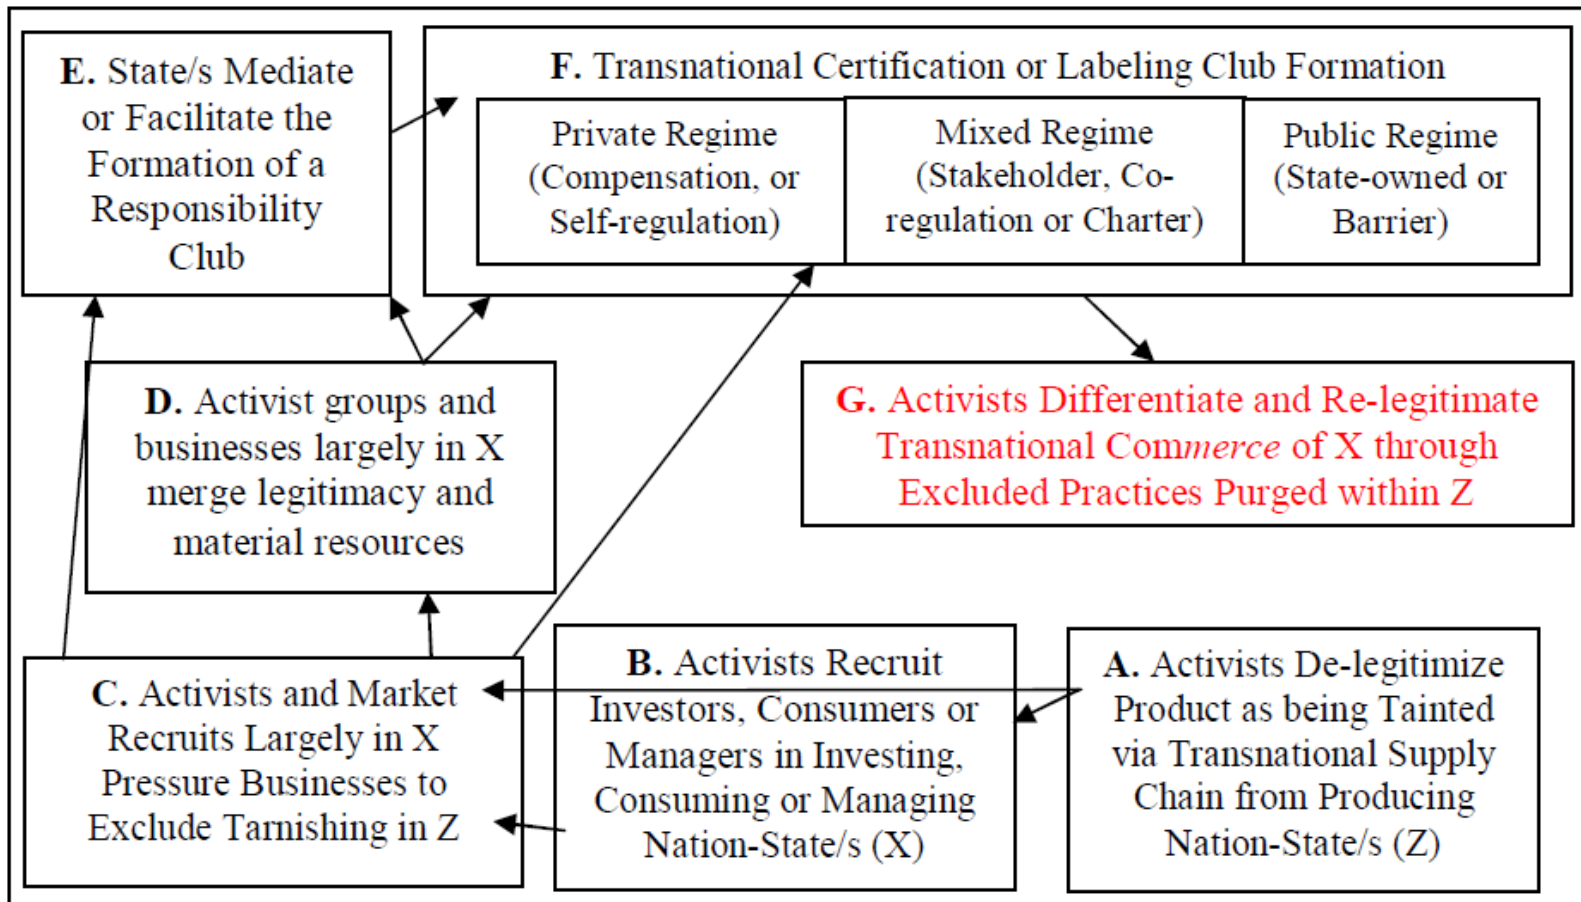 E. State/s Mediate
or Facilitate the
Formation of a
Responsibility
Club
F. Transnational Certification or Labeling Club Formation
Private Regime
(Compensation, or
Self-regulation)
Mixed Regime
(Stakeholder, Co-
regulation or Charter)
Public Regime
(State-owned or
Barrier)
D. Activist groups and
businesses largely in X
merge legitimacy and
material resources
G. Activists Differentiate and Re-legitimate
Transnational Commerce of X through
Excluded Practices Purged within Z
C. Activists and Market
Recruits Largely in X
Pressure Businesses to
Exclude Tarnishing in Z
B. Activists Recruit
Investors, Consumers or
Managers in Investing,
Consuming or Managing
Nation-State/s (X)
A. Activists De-legitimize
Product as being Tainted
via Transnational Supply
Chain from Producing
Nation-State/s (Z)